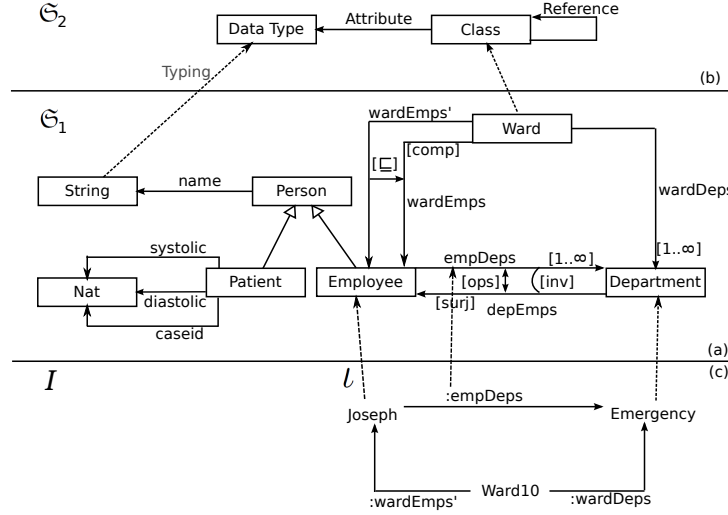 𝔖2
Reference
Data Type
Attribute
Class
Typing
(b)
𝔖1
wardEmps'
Ward
[comp]
[⊑]
String
name
Person
wardEmps
wardDeps
systolic
empDeps
[1..∞]
[1..∞]
Nat
Patient
Employee
[ops]
[inv]
Department
diastolic
[surj]
depEmps
caseid
(a)
I
ι
(c)
:empDeps
Joseph
Emergency
Ward10
:wardEmps'
:wardDeps